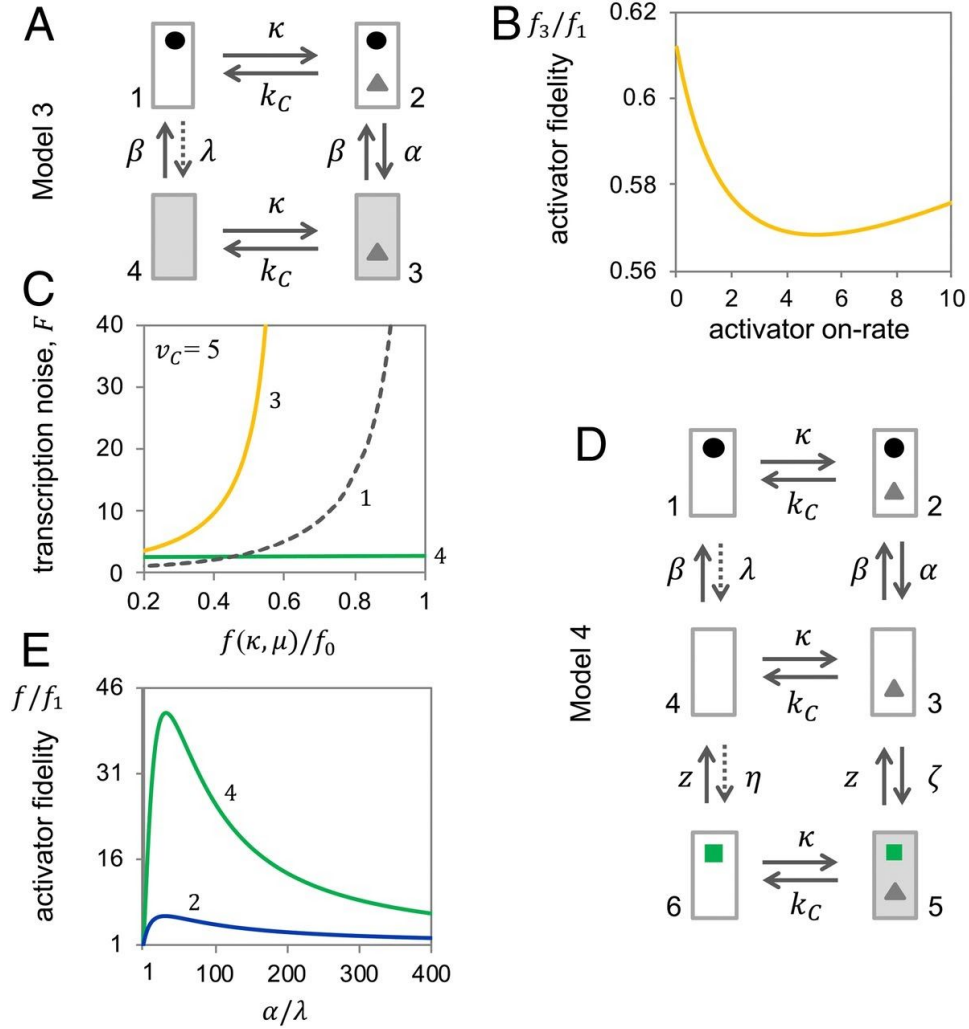 A
Model 3
1
κ
k_C
2
β
λ
β
α
4
κ
k_C
3
B
f_3/f_1
activator fidelity
0.62
0.6
0.58
0.56
0
2
4
6
8
10
activator on-rate
C
transcription noise, F
40
30
20
10
0
v_C = 5
3
1
4
0.2
0.4
0.6
0.8
1
f(κ, μ)/f_0
D
Model 4
1
κ
k_C
2
β
λ
β
α
4
κ
k_C
3
z
η
z
ζ
6
κ
k_C
5
E
f/f_1
activator fidelity
46
31
16
1
4
2
1
100
200
300
400
α/λ